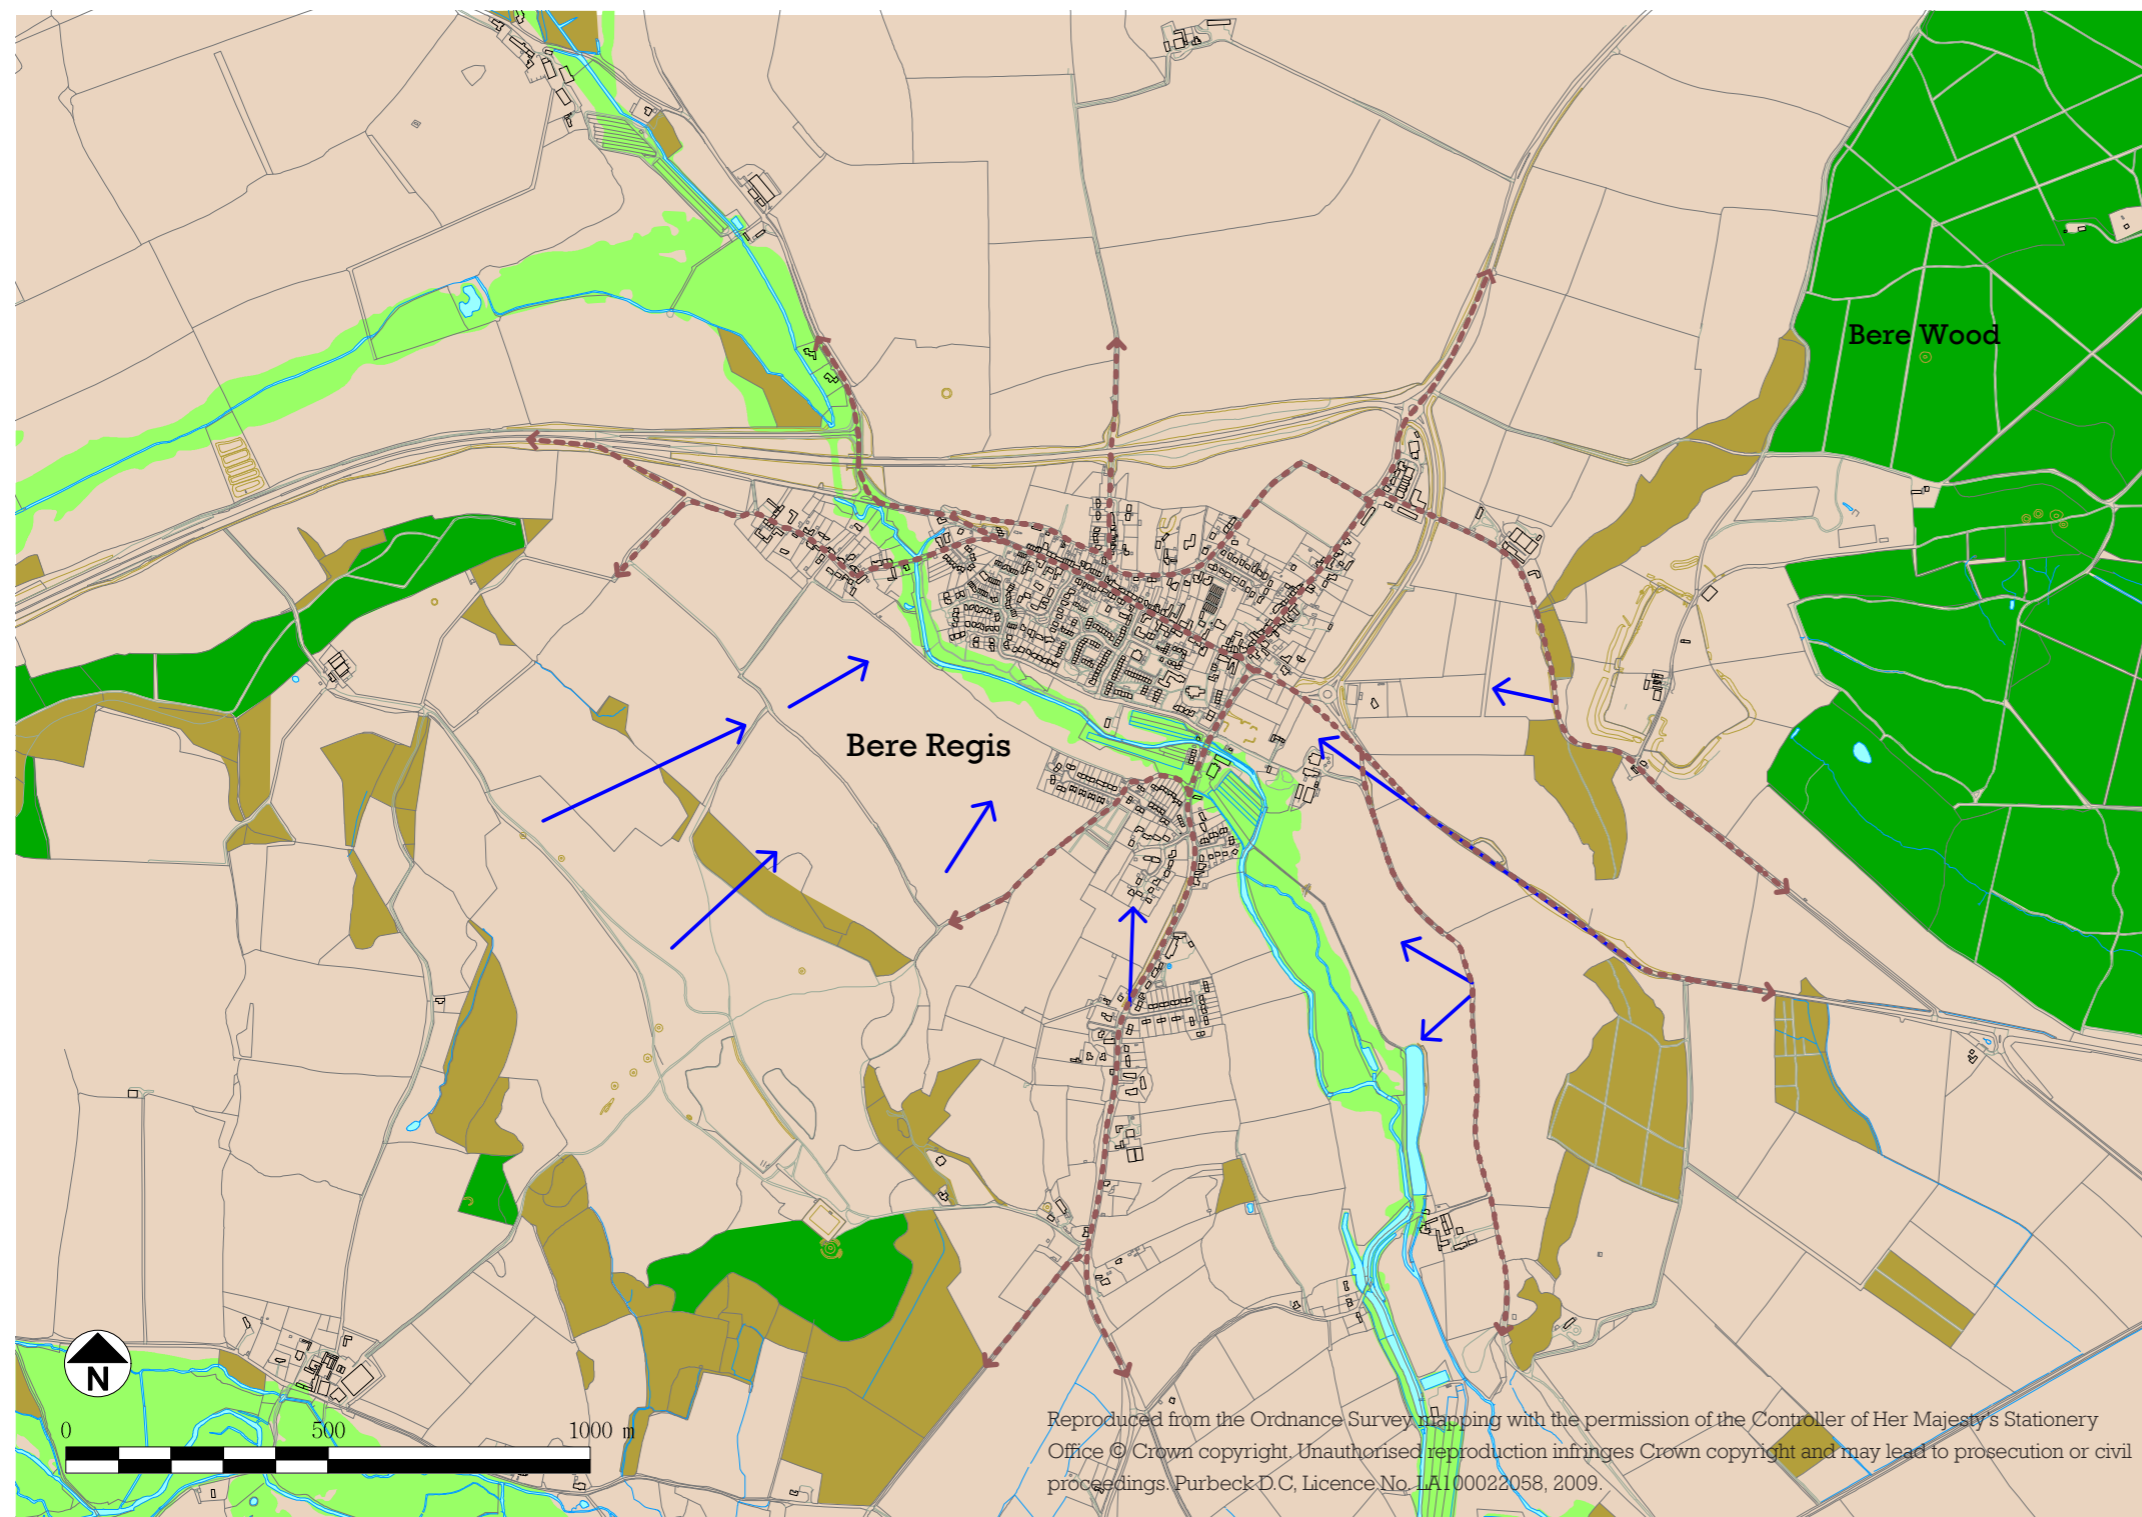 Bere Wood
Bere Regis
N
0 500 1000 m
Reproduced from the Ordnance Survey mapping with the permission of the Controller of Her Majesty's Stationery
Office © Crown copyright. Unauthorised reproduction infringes Crown copyright and may lead to prosecution or civil
proceedings. Purbeck D.C, Licence No. LA100022058, 2009.